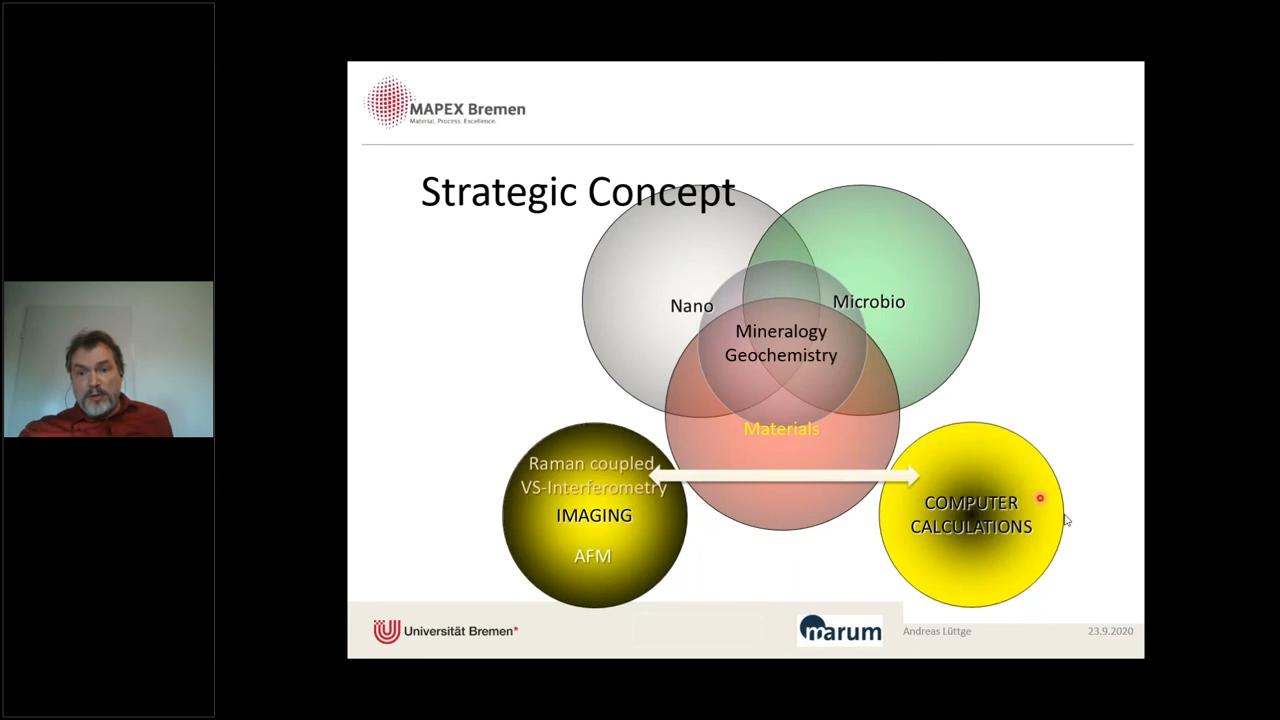 MAPEX Bremen
Material. Process. Excellence.
Strategic Concept
Nano
Microbio
Mineralogy
Geochemistry
Materials
Raman coupled
VS-Interferometry
IMAGING
AFM
COMPUTER
CALCULATIONS
Universität Bremen*
marum
Andreas Lüttge
23.9.2020